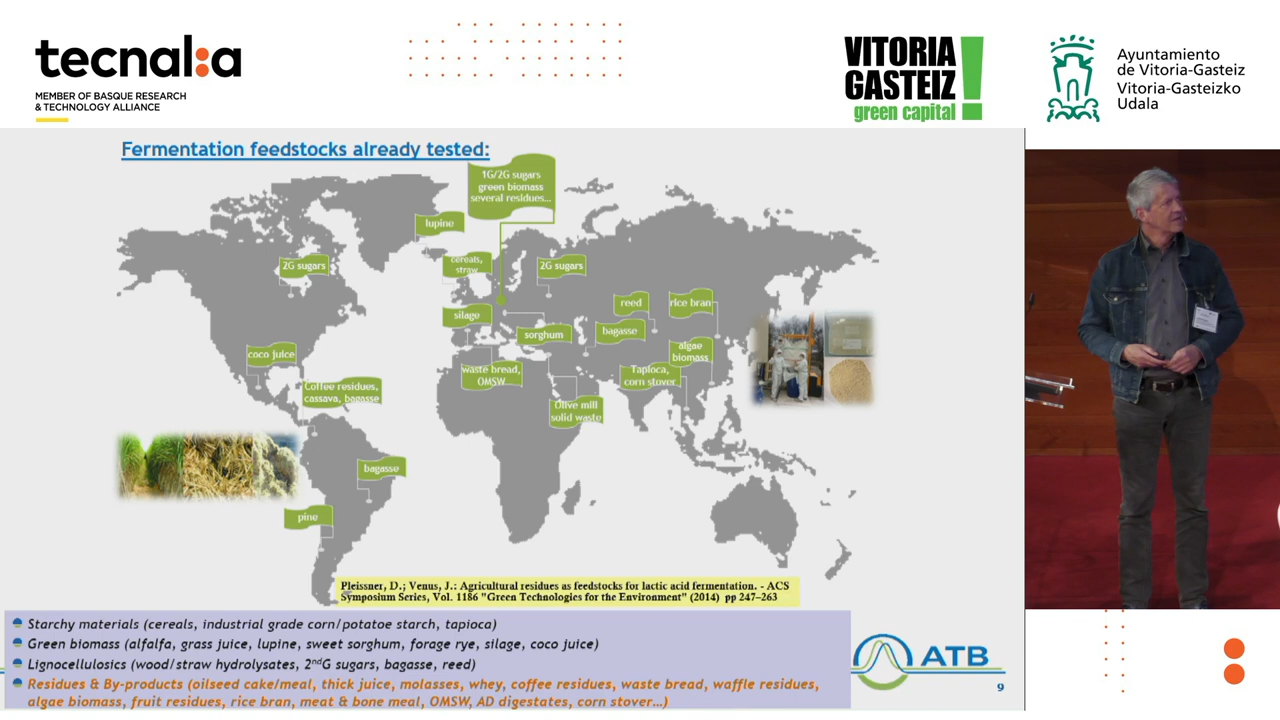 tecnal:a
MEMBER OF BASQUE RESEARCH
& TECHNOLOGY ALLIANCE
VITORIA
GASTEIZ
green capital
Ayuntamiento
de Vitoria-Gasteiz
Vitoria-Gasteizko
Udala
Fermentation feedstocks already tested:
1G/2G sugars
green biomass
several residues...
lupine
2G sugars
cereals,
straw
2G sugars
silage
reed
rice bran
sorghum
bagasse
coco juice
algae
biomass
waste bread,
OMSW
Tapioca,
corn stover
Coffee residues,
cassava, bagasse
Olive mill
solid waste
bagasse
pine
Pleissner, D.; Venus, J.: Agricultural residues as feedstocks for lactic acid fermentation. - ACS
Symposium Series, Vol. 1186 "Green Technologies for the Environment" (2014) pp 247–263
Starchy materials (cereals, industrial grade corn/potatoe starch, tapioca)
Green biomass (alfalfa, grass juice, lupine, sweet sorghum, forage rye, silage, coco juice)
Lignocellulosics (wood/straw hydrolysates, 2ndG sugars, bagasse, reed)
Residues & By-products (oilseed cake/meal, thick juice, molasses, whey, coffee residues, waste bread, waffle residues,
algae biomass, fruit residues, rice bran, meat & bone meal, OMSW, AD digestates, corn stover…)
ATB
9